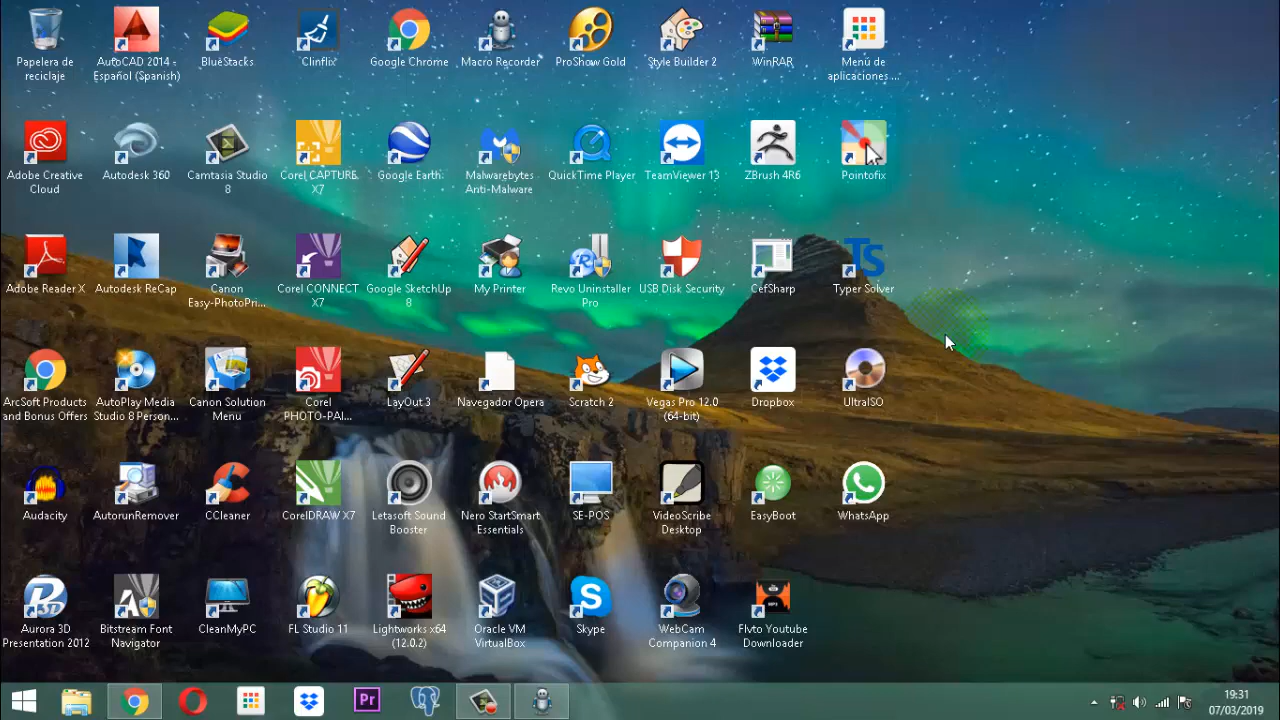 Papelera de
reciclaje
AutoCAD 2014 -
Español (Spanish)
BlueStacks
Clinflix
Google Chrome
Macro Recorder
ProShow Gold
Style Builder 2
WinRAR
Menú de
aplicaciones ...
Adobe Creative
Cloud
Autodesk 360
Camtasia Studio
8
Corel CAPTURE
X7
Google Earth
Malwarebytes
Anti-Malware
QuickTime Player
TeamViewer 13
ZBrush 4R6
Pointofix
Adobe Reader X
Autodesk ReCap
Canon
Easy-PhotoPri...
Corel CONNECT
X7
Google SketchUp
8
My Printer
Revo Uninstaller
Pro
USB Disk Security
CefSharp
Ts
Typer Solver
ArcSoft Products
and Bonus Offers
AutoPlay Media
Studio 8 Person...
Canon Solution
Menu
Corel
PHOTO-PAI...
LayOut 3
Navegador Opera
Scratch 2
Vegas Pro 12.0
(64-bit)
Dropbox
UltraISO
Audacity
AutorunRemover
CCleaner
CorelDRAW X7
Letasoft Sound
Booster
Nero StartSmart
Essentials
SE-POS
VideoScribe
Desktop
EasyBoot
WhatsApp
Aurora 3D
Presentation 2012
Bitstream Font
Navigator
CleanMyPC
FL Studio 11
Lightworks x64
(12.0.2)
Oracle VM
VirtualBox
Skype
WebCam
Companion 4
Flvto Youtube
Downloader
Pr
19:31
07/03/2019